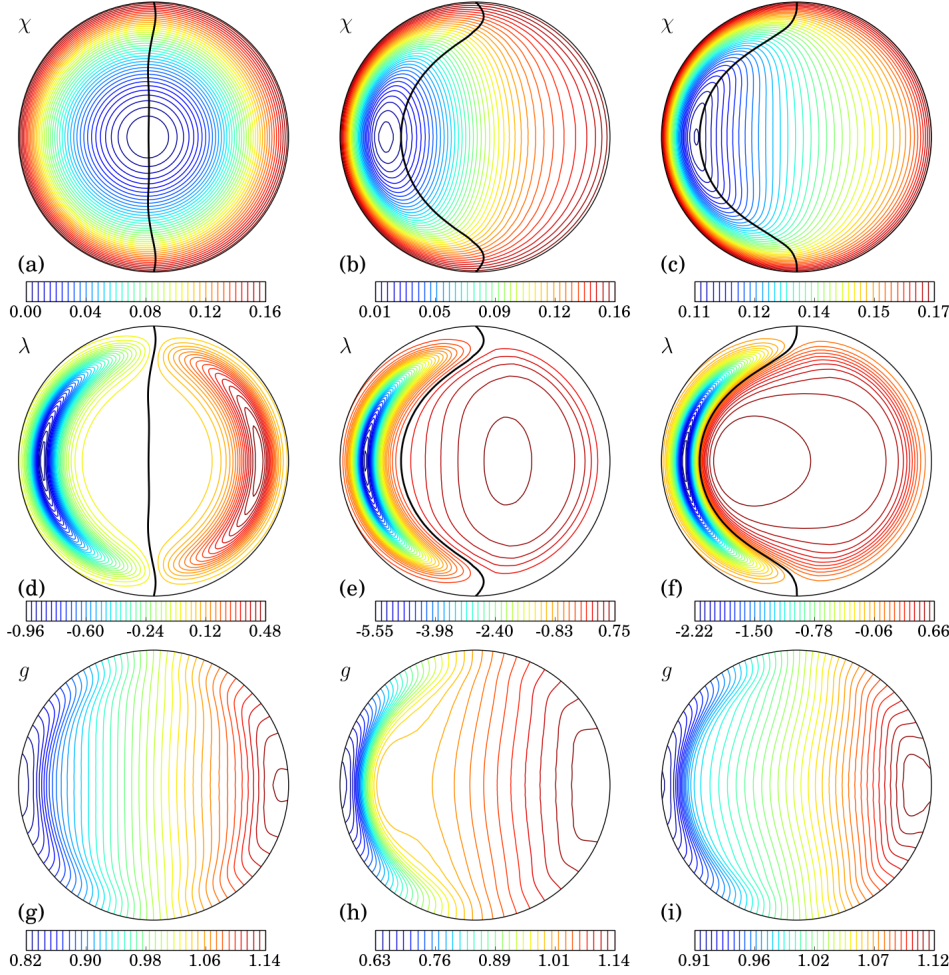 χ χ χ
(a) (b) (c)
0.00 0.04 0.08 0.12 0.16 0.01 0.05 0.09 0.12 0.16 0.11 0.12 0.14 0.15 0.17
λ λ λ
(d) (e) (f)
-0.96 -0.60 -0.24 0.12 0.48 -5.55 -3.98 -2.40 -0.83 0.75 -2.22 -1.50 -0.78 -0.06 0.66
g g g
(g) (h) (i)
0.82 0.90 0.98 1.06 1.14 0.63 0.76 0.88 1.01 1.14 0.91 0.96 1.02 1.07 1.12